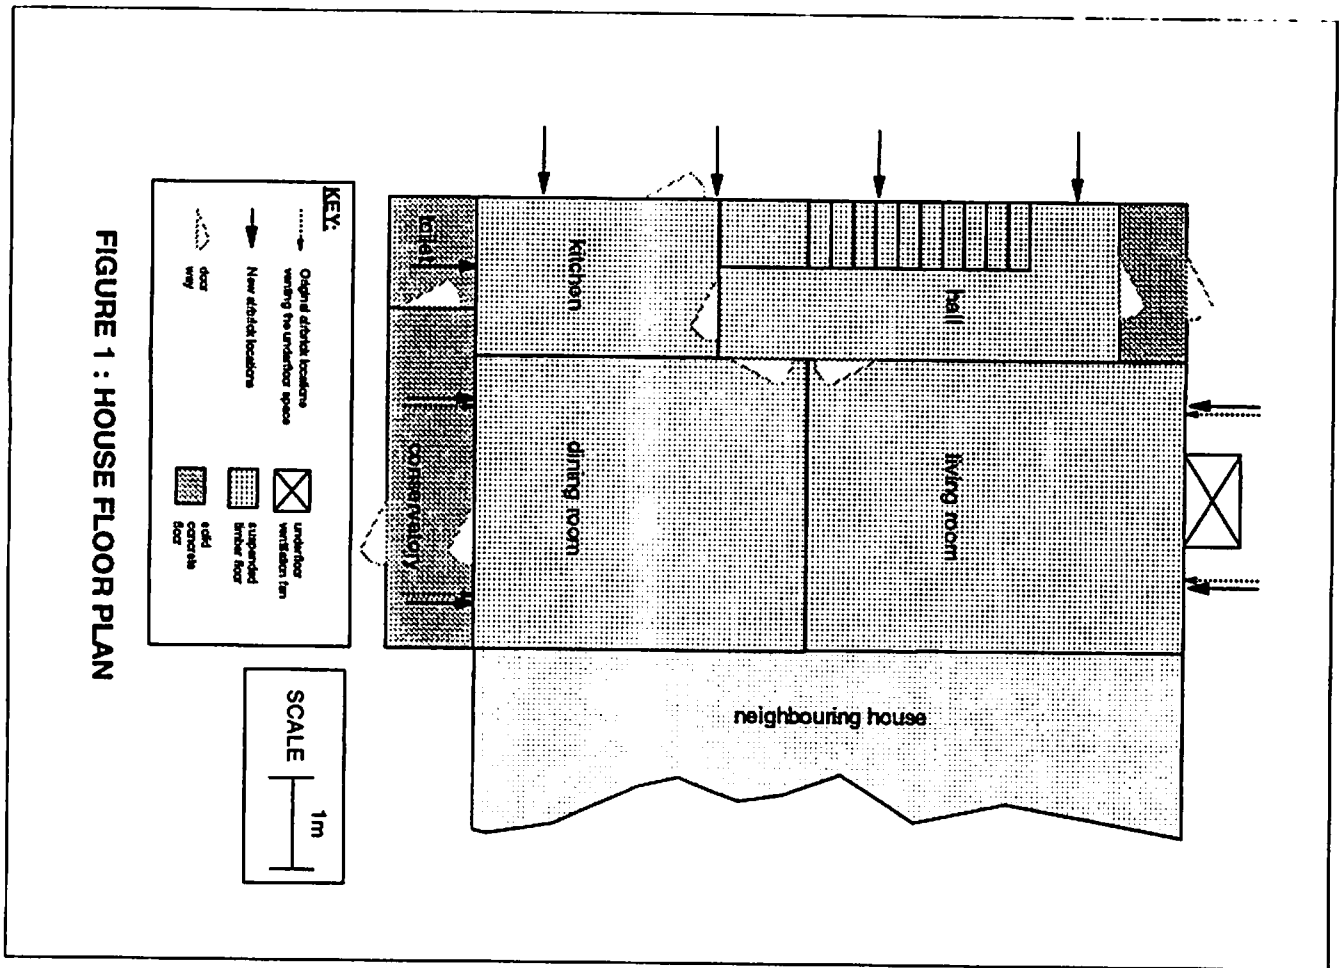 toilet
kitchen
hall
conservatory
dining room
living room
neighbouring house
KEY:
Original airbrick locations
venting the underfloor space
New airbrick locations
door
way
underfloor
ventilation fan
suspended
timber floor
solid
concrete
floor
SCALE
1m
FIGURE 1 : HOUSE FLOOR PLAN